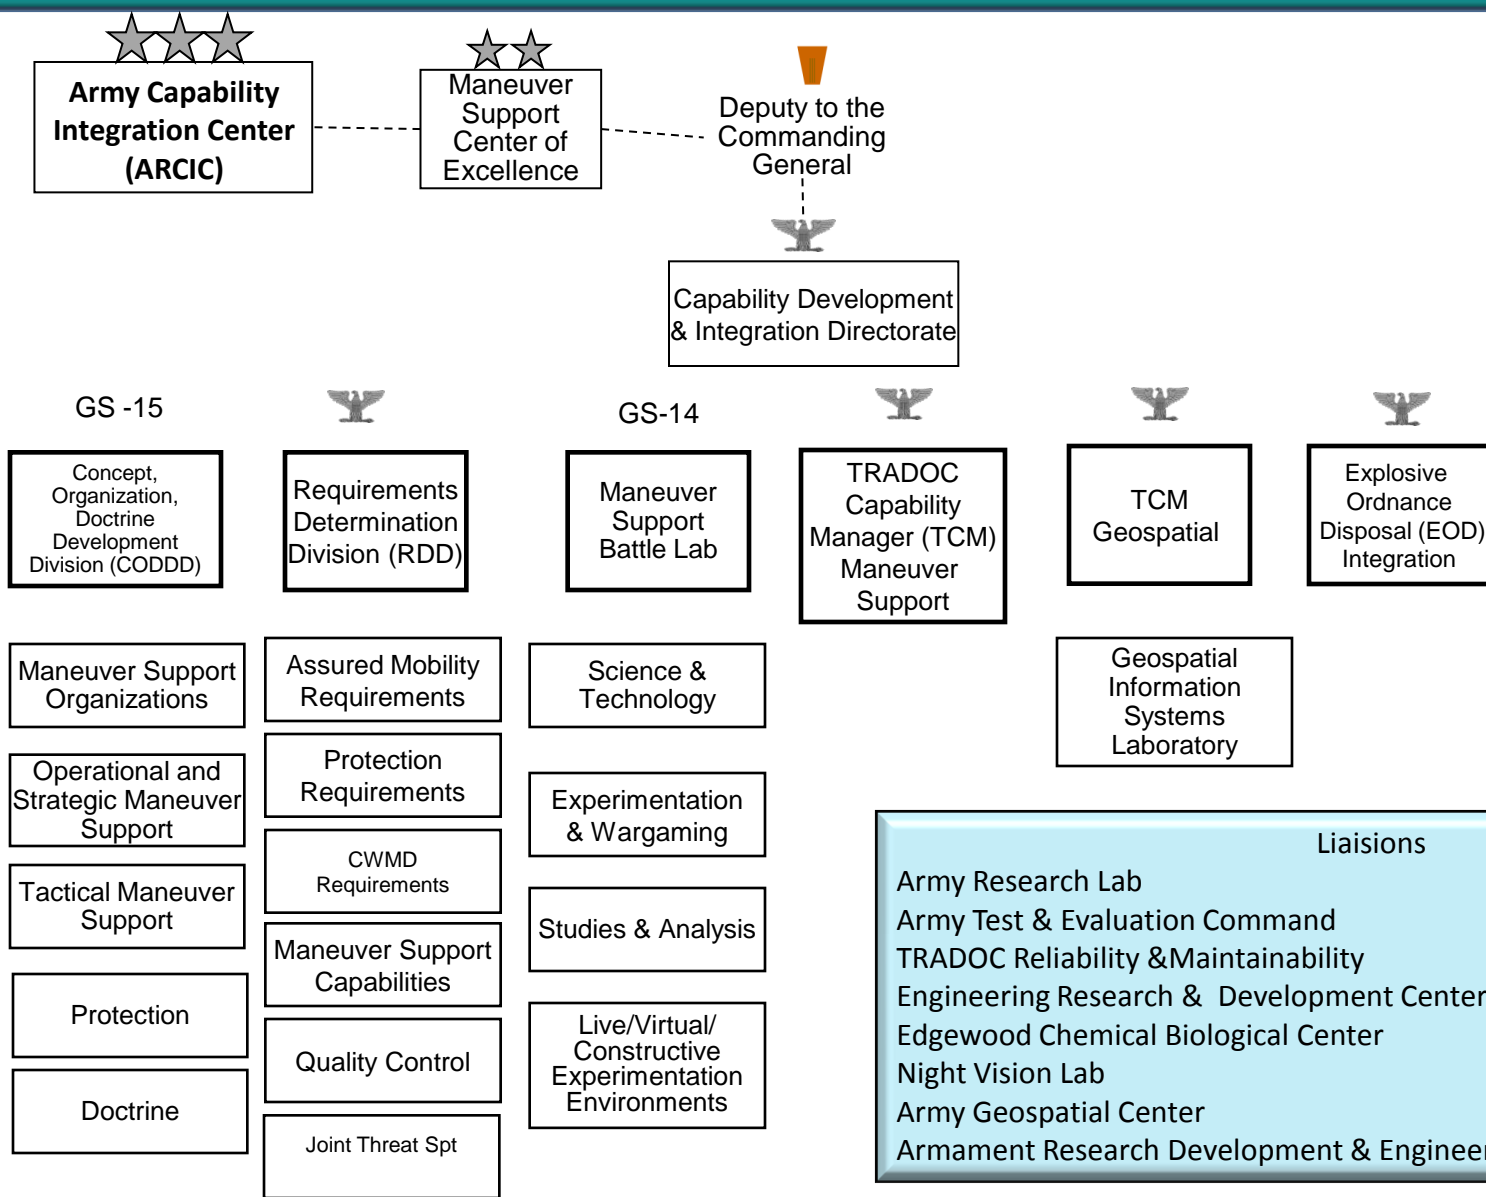 Army Capability
Integration Center
(ARCIC)
Maneuver
Support
Center of
Excellence
Deputy to the
Commanding
General
Capability Development
& Integration Directorate
GS -15
GS-14
Concept,
Organization,
Doctrine
Development
Division (CODDD)
Requirements
Determination
Division (RDD)
Maneuver
Support
Battle Lab
TRADOC
Capability
Manager (TCM)
Maneuver
Support
TCM
Geospatial
Explosive
Ordnance
Disposal (EOD)
Integration
Maneuver Support
Organizations
Operational and
Strategic Maneuver
Support
Tactical Maneuver
Support
Protection
Doctrine
Assured Mobility
Requirements
Protection
Requirements
CWMD
Requirements
Maneuver Support
Capabilities
Quality Control
Joint Threat Spt
Science &
Technology
Experimentation
& Wargaming
Studies & Analysis
Live/Virtual/
Constructive
Experimentation
Environments
Geospatial
Information
Systems
Laboratory
Liaisions
Army Research Lab
Army Test & Evaluation Command
TRADOC Reliability &Maintainability
Engineering Research & Development Center
Edgewood Chemical Biological Center
Night Vision Lab
Army Geospatial Center
Armament Research Development &